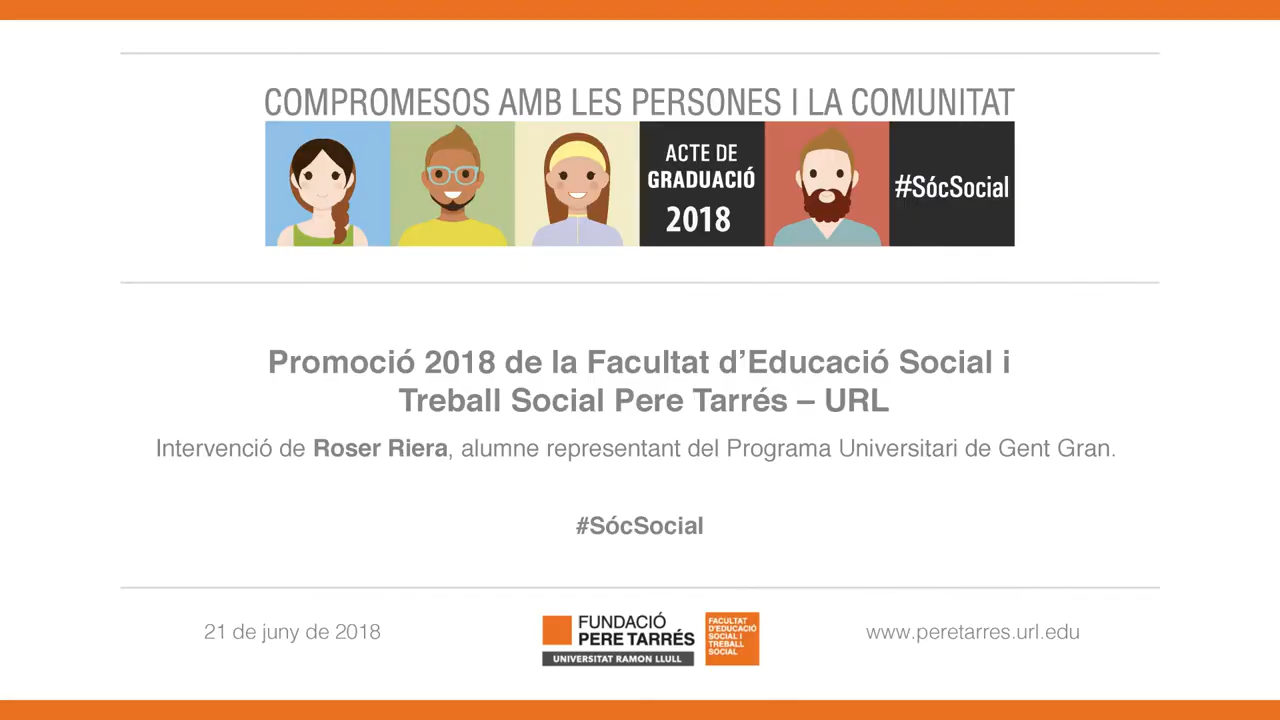 COMPROMESOS AMB LES PERSONES I LA COMUNITAT
ACTE DE
GRADUACIÓ
2018
#SócSocial
Promoció 2018 de la Facultat d’Educació Social i
Treball Social Pere Tarrés – URL
Intervenció de Roser Riera, alumne representant del Programa Universitari de Gent Gran.
#SócSocial
21 de juny de 2018
FUNDACIÓ
PERE TARRÉS
UNIVERSITAT RAMON LLULL
FACULTAT
D'EDUCACIÓ
SOCIAL I
TREBALL
SOCIAL
www.peretarres.url.edu